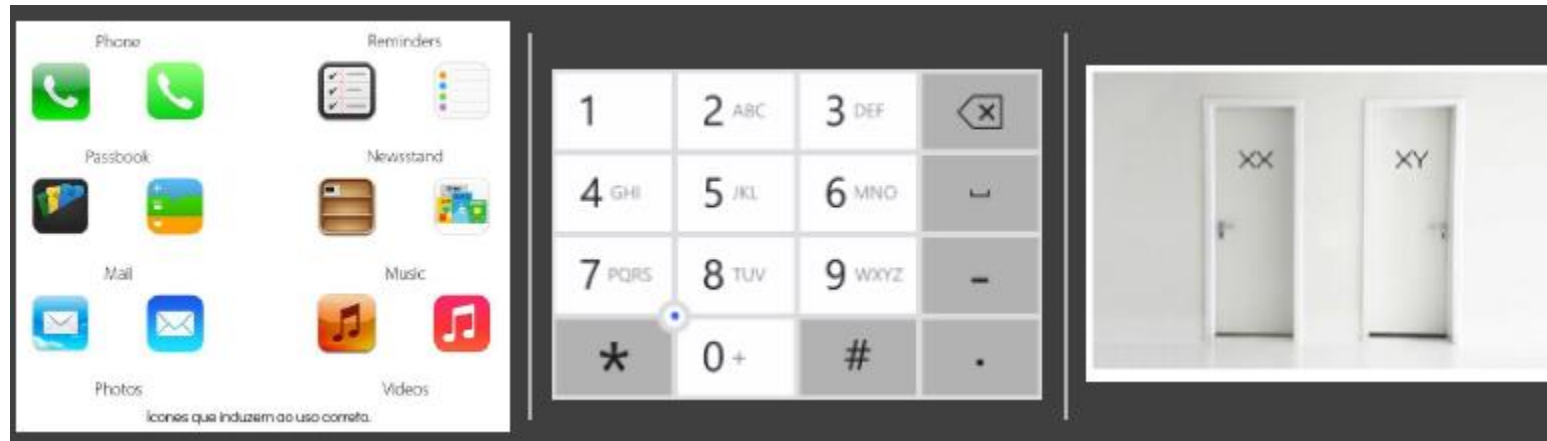 Phone Reminders
Passbook Newsstand
Mail Music
Photos Videos
Ícones que induzem ao uso correto.
1 2 ABC 3 DEF
4 GHI 5 JKL 6 MNO
7 PQRS 8 TUV 9 WXYZ -
* 0 + # .
XX XY